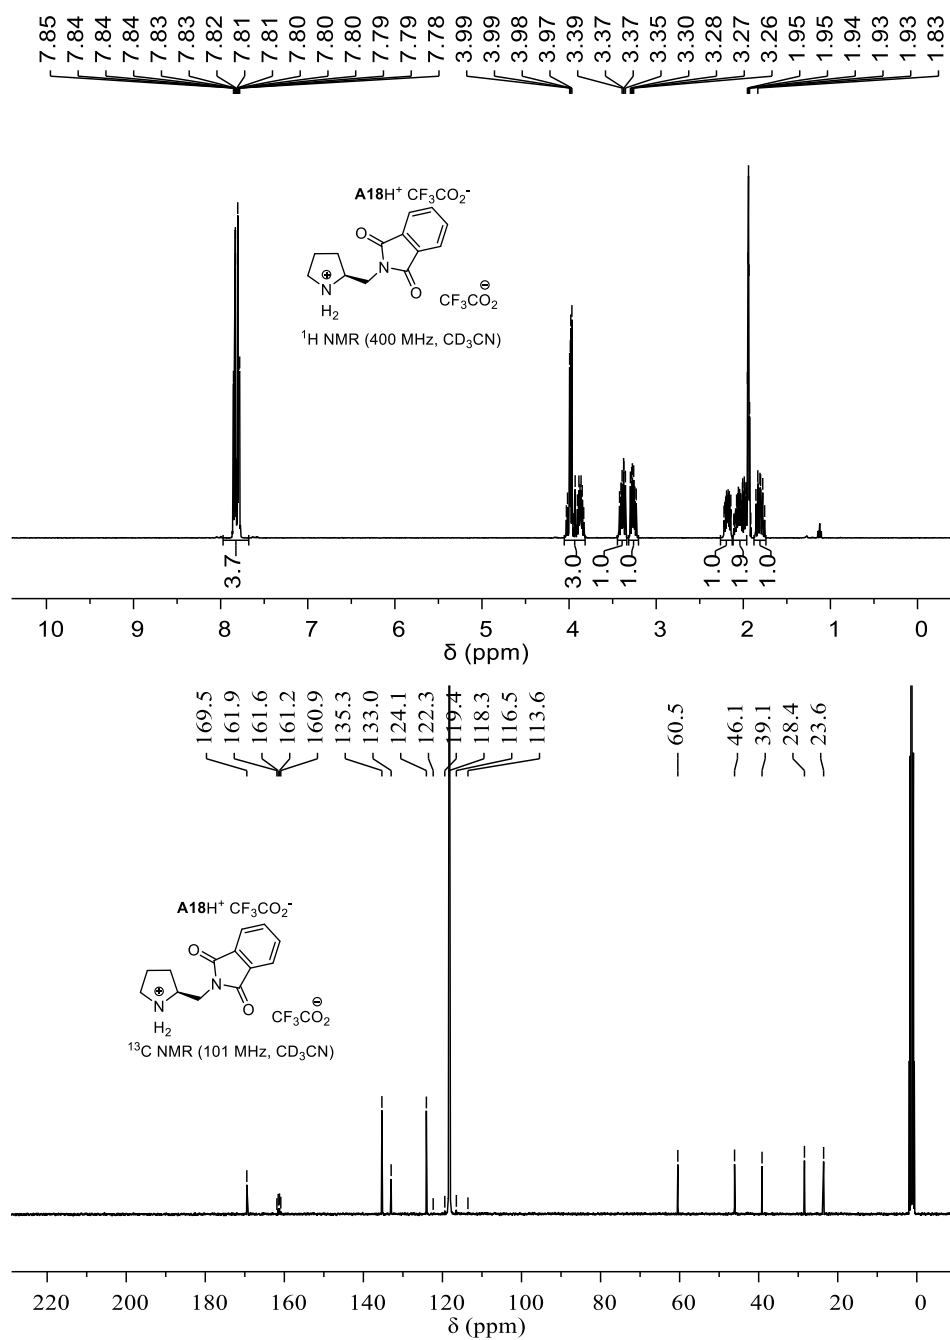 7.85 7.84 7.84 7.84 7.83 7.83 7.82 7.81 7.81 7.80 7.80 7.80 7.79 7.79 7.78 3.99 3.99 3.98 3.97 3.39 3.37 3.37 3.35 3.30 3.28 3.27 3.26 1.95 1.95 1.94 1.93 1.93 1.83
A18H⁺ CF₃CO₂⁻
O
N
N
⊕
O
H₂
⊖
CF₃CO₂
¹H NMR (400 MHz, CD₃CN)
3.7 3.0 1.0 1.0 1.0 1.9 1.0
10 9 8 7 6 5 4 3 2 1 0
δ (ppm)
169.5 161.9 161.6 161.2 160.9 135.3 133.0 124.1 122.3 119.4 118.3 116.5 113.6 60.5 46.1 39.1 28.4 23.6
A18H⁺ CF₃CO₂⁻
O
N
N
⊕
O
H₂
⊖
CF₃CO₂
¹³C NMR (101 MHz, CD₃CN)
220 200 180 160 140 120 100 80 60 40 20 0
δ (ppm)